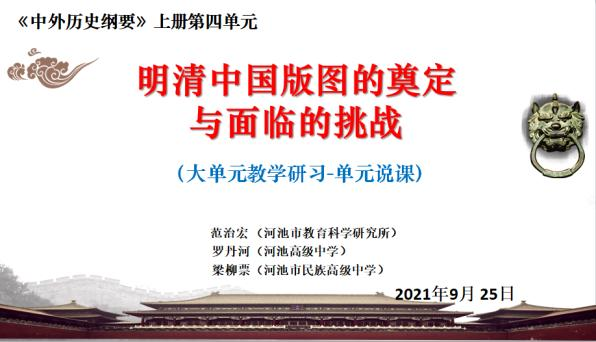 《中外历史纲要》上册第四单元
明清中国版图的奠定
与面临的挑战
（大单元教学研习-单元说课）
范治宏（河池市教育科学研究所）
罗丹河（河池高级中学）
梁柳票（河池市民族高级中学）
2021年9月 25日